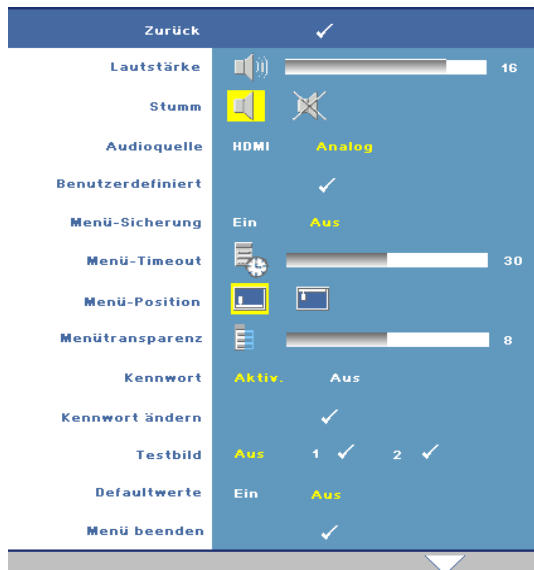 Zurück
Lautstärke 16
Stumm
Audioquelle HDMI Analog
Benutzerdefiniert
Menü-Sicherung Ein Aus
Menü-Timeout 30
Menü-Position
Menütransparenz 8
Kennwort Aktiv. Aus
Kennwort ändern
Testbild Aus 1 2
Defaultwerte Ein Aus
Menü beenden